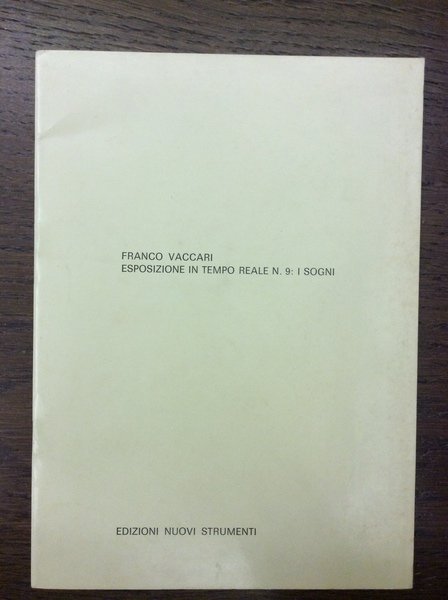 FRANCO VACCARI
ESPOSIZIONE IN TEMPO REALE N. 9: I SOGNI
EDIZIONI NUOVI STRUMENTI